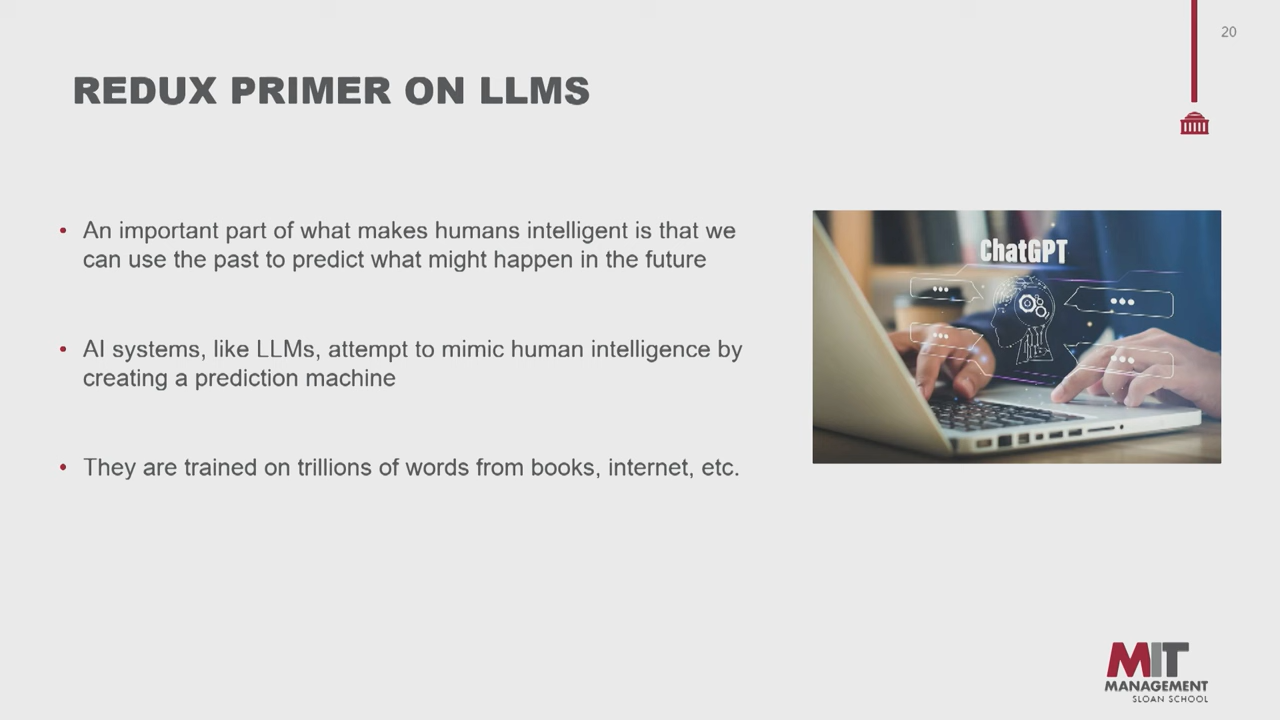 20
REDUX PRIMER ON LLMS
• An important part of what makes humans intelligent is that we
can use the past to predict what might happen in the future
• AI systems, like LLMs, attempt to mimic human intelligence by
creating a prediction machine
• They are trained on trillions of words from books, internet, etc.
ChatGPT
MIT
MANAGEMENT
SLOAN SCHOOL